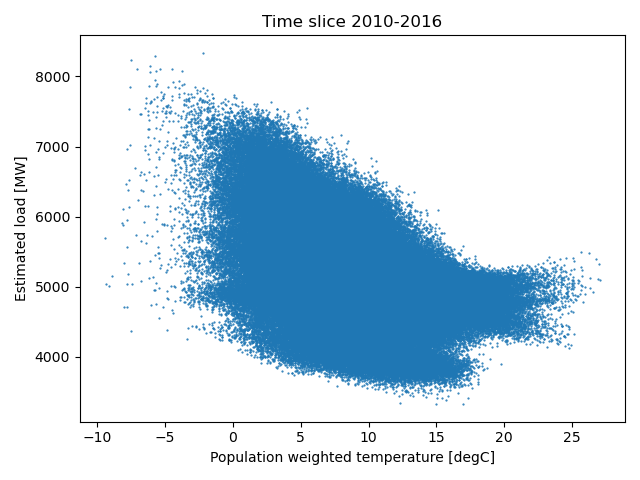 Time slice 2010-2016
8000
7000
6000
5000
4000
Estimated load [MW]
−10 −5 0 5 10 15 20 25
Population weighted temperature [degC]